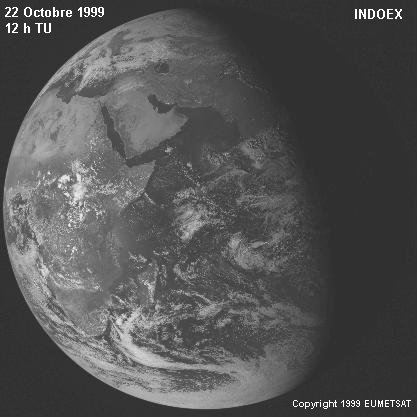 22 Octobre 1999
12 h TU
INDOEX
Copyright 1999 EUMETSAT